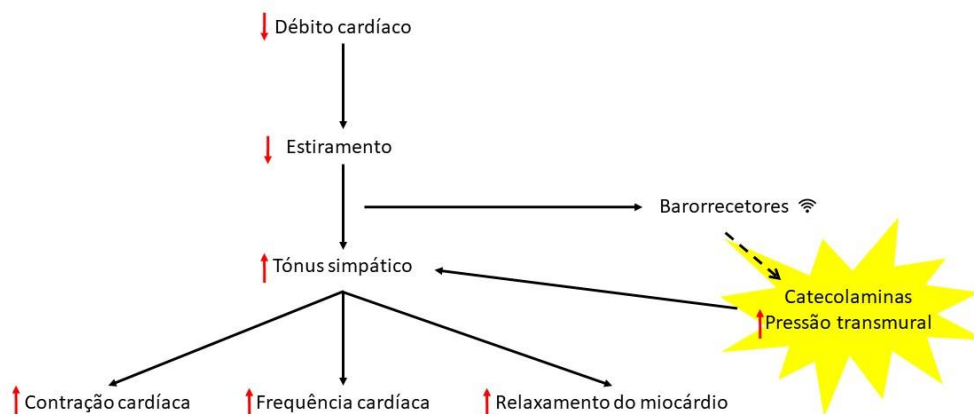 Débito cardíaco
Estiramento
Barorrecetores
Tónus simpático
Catecolaminas
Pressão transmural
Contração cardíaca
Frequência cardíaca
Relaxamento do miocárdio